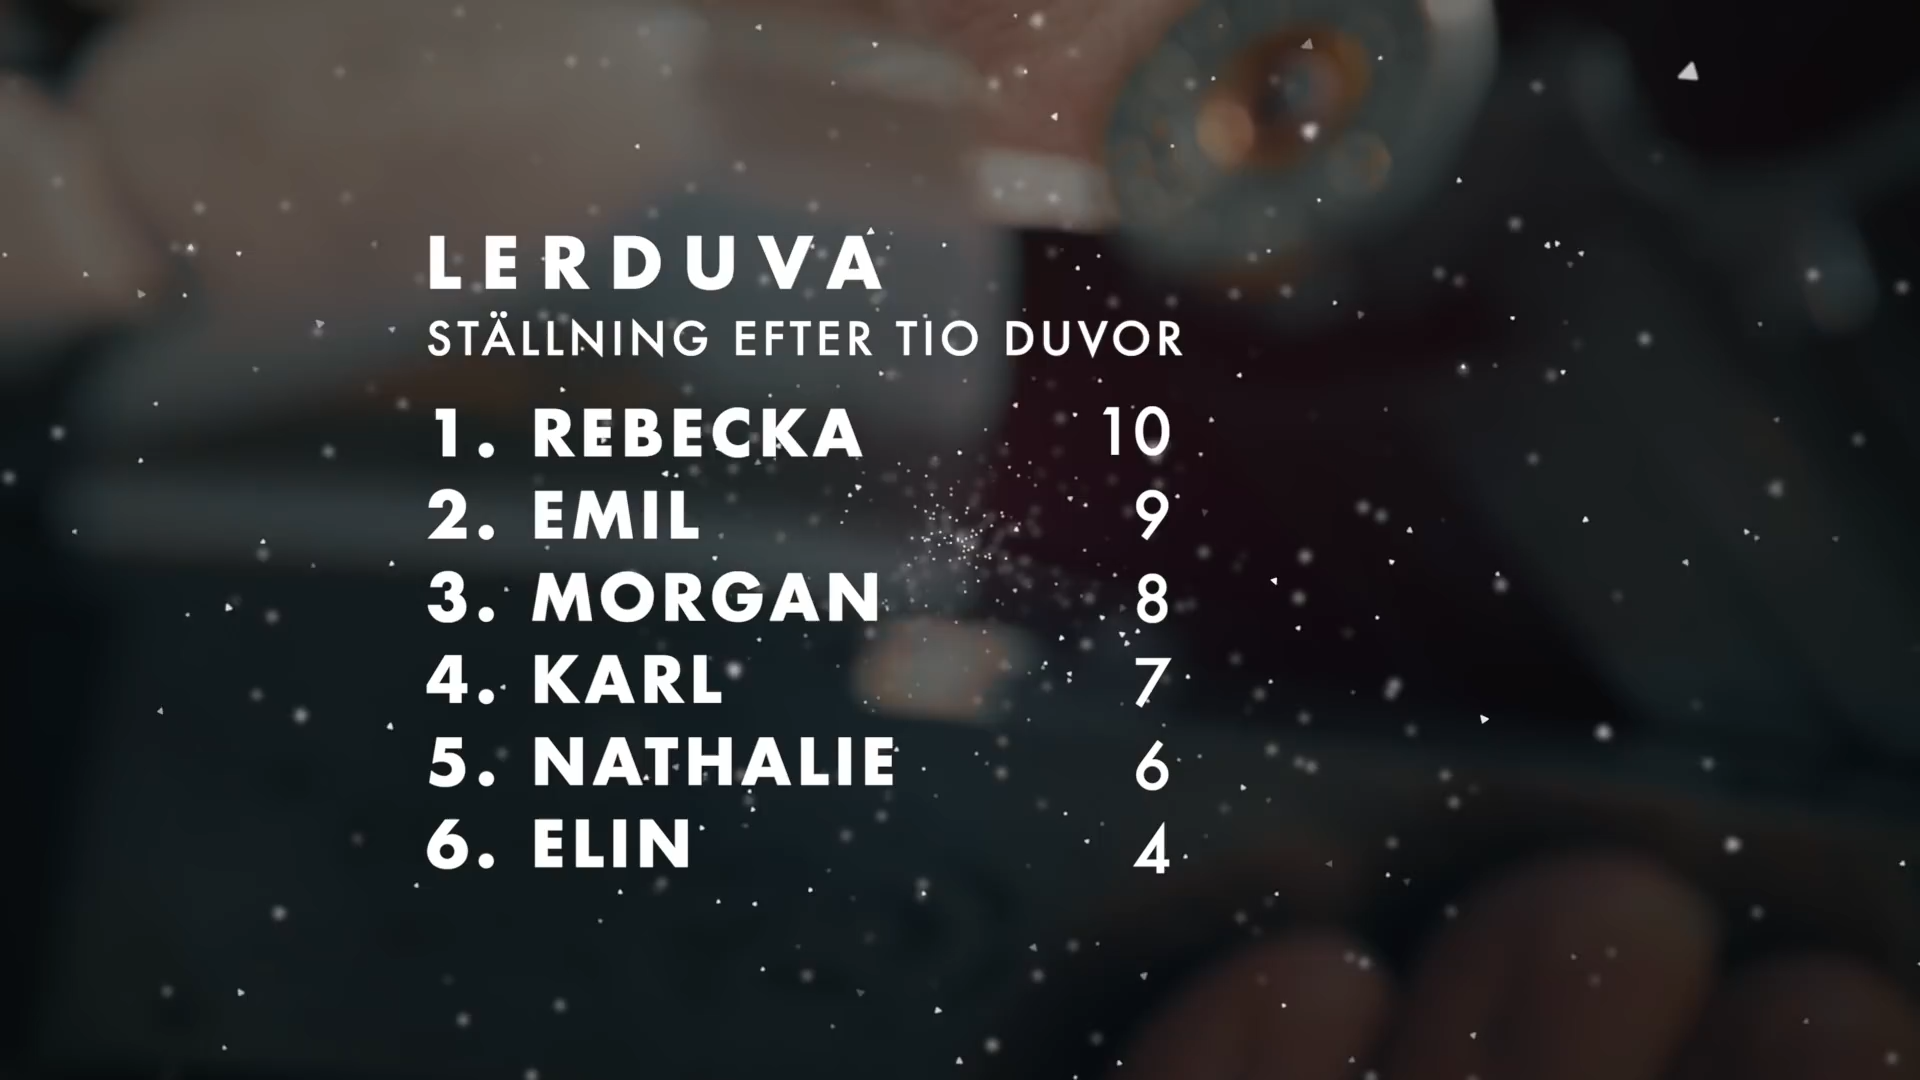 LERDUVA
STÄLLNING EFTER TIO DUVOR
1. REBECKA 10
2. EMIL 9
3. MORGAN 8
4. KARL 7
5. NATHALIE 6
6. ELIN 4